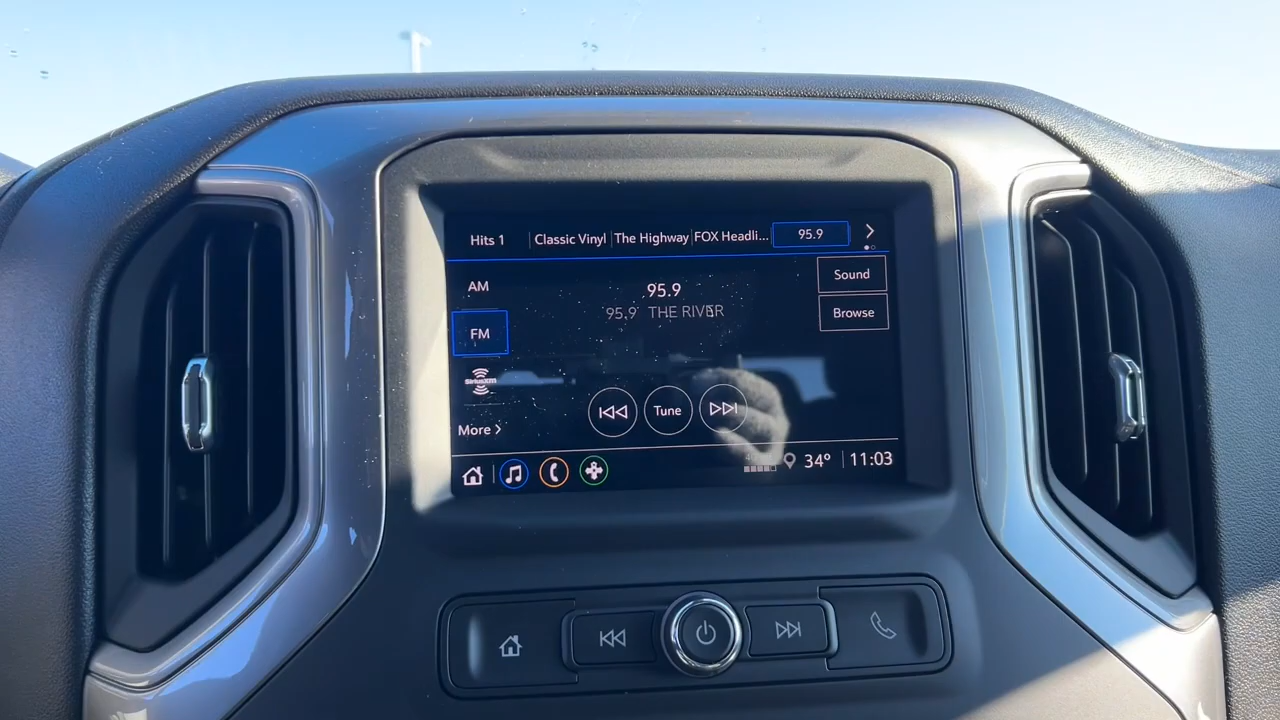 Hits 1
Classic Vinyl
The Highway
FOX Headli...
95.9
AM
95.9
Sound
95.9 THE RIVER
Browse
FM
SiriusXM
Tune
More
34° 11:03